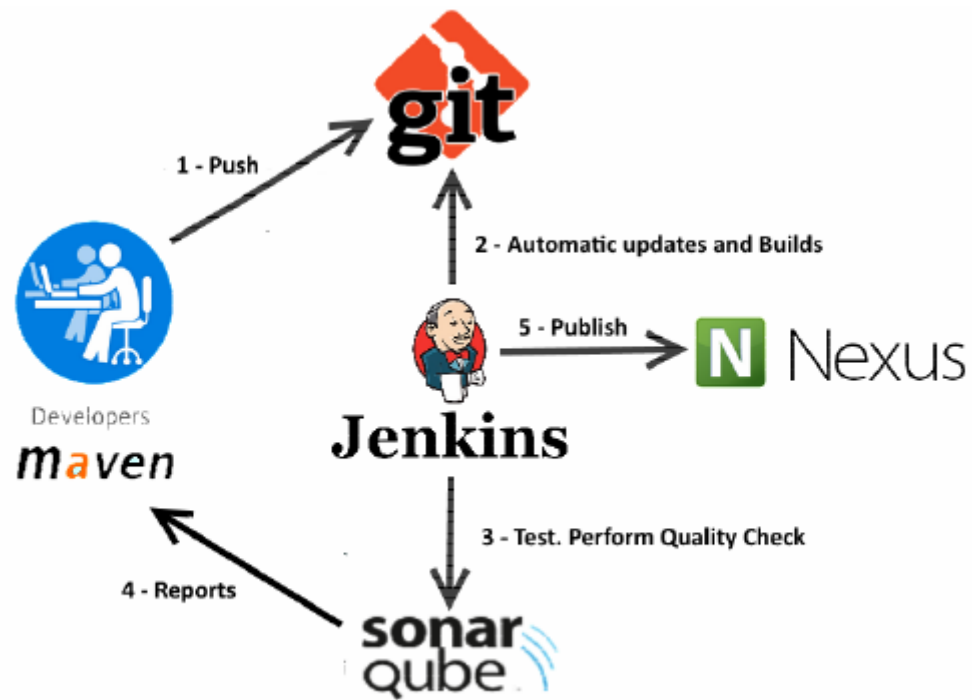 git
1 - Push
2 - Automatic updates and Builds
5 - Publish
N Nexus
Developers
maven
Jenkins
3 - Test. Perform Quality Check
4 - Reports
sonar
qube